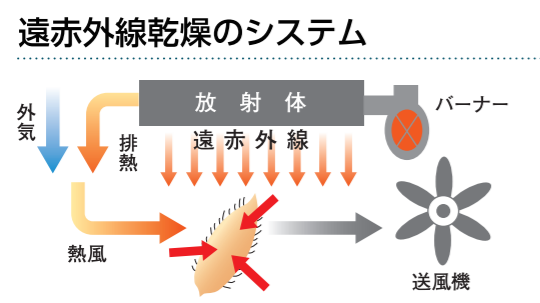 遠赤外線乾燥のシステム
放射体
バーナー
外気
排熱
遠赤外線
熱風
送風機